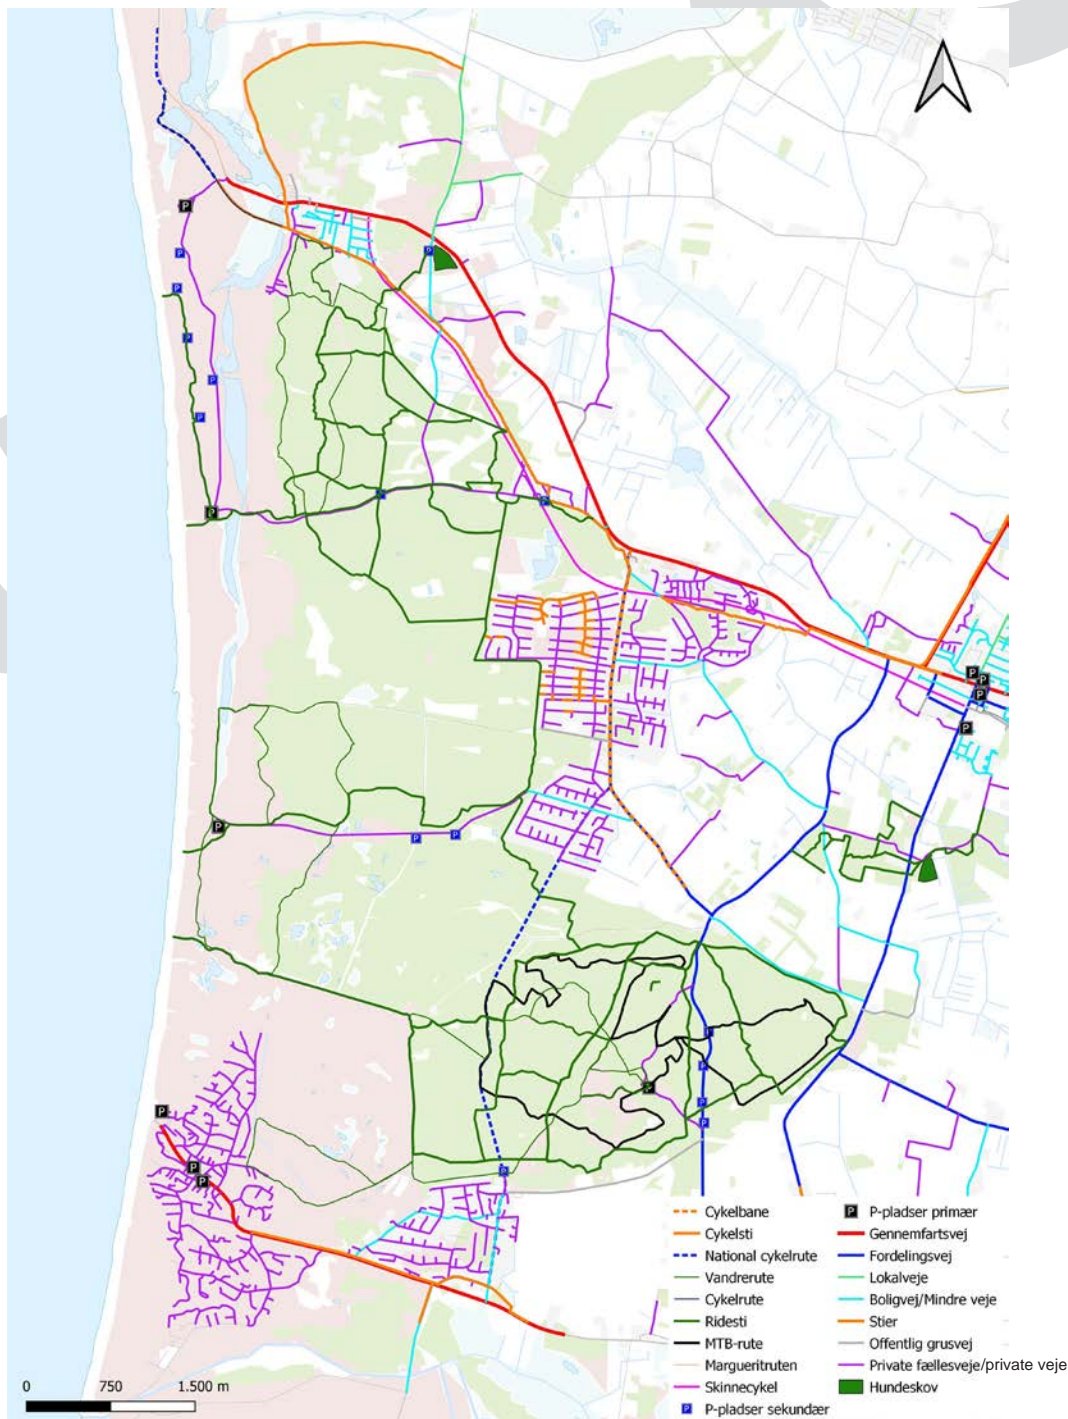 Cykelbane
Cykelsti
National cykelrute
Vandrerute
Cykelrute
Ridesti
MTB-rute
Margueritruten
Skinnecykel
P P-pladser sekundær
P P-pladser primær
Gennemfartsvej
Fordelingsvej
Lokalveje
Boligvej/Mindre veje
Stier
Offentlig grusvej
Private fællesveje/private veje
Hundeskov
0 750 1.500 m